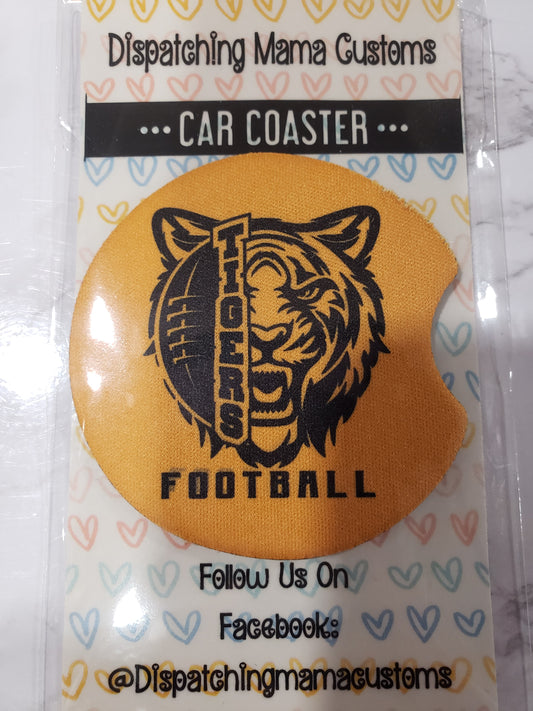 Dispatching Mama Customs
••• CAR COASTER •••
TIGERS
FOOTBALL
Follow Us On
Facebook:
@Dispatchingmamacustoms